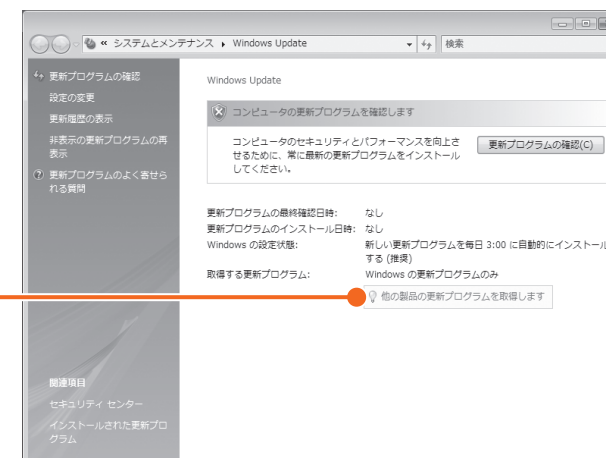 « システムとメンテナンス ▸ Windows Update
検索
更新プログラムの確認
設定の変更
更新履歴の表示
非表示の更新プログラムの再
表示
更新プログラムのよく寄せら
れる質問
関連項目
セキュリティ センター
インストールされた更新プロ
グラム
Windows Update
コンピュータの更新プログラムを確認します
コンピュータのセキュリティとパフォーマンスを向上さ
せるために、常に最新の更新プログラムをインストール
してください。
更新プログラムの確認(C)
更新プログラムの最終確認日時: なし
更新プログラムのインストール日時: なし
Windows の設定状態: 新しい更新プログラムを毎日 3:00 に自動的にインストール
する (推奨)
取得する更新プログラム: Windows の更新プログラムのみ
他の製品の更新プログラムを取得します